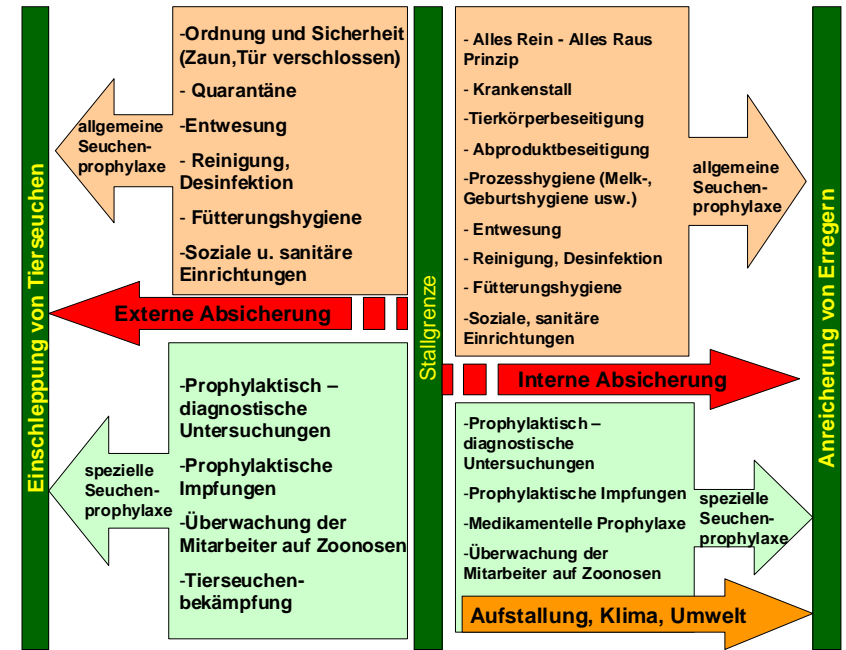 Einschleppung von Tierseuchen
-Ordnung und Sicherheit
(Zaun,Tür verschlossen)
- Quarantäne
-Entwesung
- Reinigung,
Desinfektion
- Fütterungshygiene
-Soziale u. sanitäre
Einrichtungen
allgemeine
Seuchen-
prophylaxe
Externe Absicherung
-Prophylaktisch –
diagnostische
Untersuchungen
-Prophylaktische
Impfungen
-Überwachung der
Mitarbeiter auf Zoonosen
-Tierseuchen-
bekämpfung
spezielle
Seuchen-
prophylaxe
Stallgrenze
- Alles Rein - Alles Raus
Prinzip
- Krankenstall
-Tierkörperbeseitigung
- Abproduktbeseitigung
-Prozesshygiene (Melk-,
Geburtshygiene usw.)
- Entwesung
- Reinigung, Desinfektion
- Fütterungshygiene
-Soziale, sanitäre
Einrichtungen
allgemeine
Seuchen-
prophylaxe
Interne Absicherung
-Prophylaktisch –
diagnostische
Untersuchungen
-Prophylaktische Impfungen
-Medikamentelle Prophylaxe
-Überwachung der
Mitarbeiter auf Zoonosen
spezielle
Seuchen-
prophylaxe
Aufstallung, Klima, Umwelt
Anreicherung von Erregern